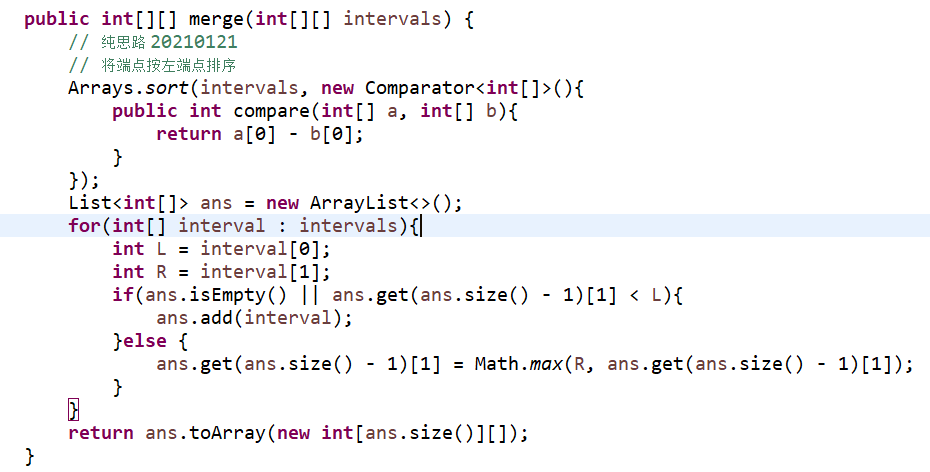 public int[][] merge(int[][] intervals) {
    // 纯思路 20210121
    // 将端点按左端点排序
    Arrays.sort(intervals, new Comparator<int[]>(){
        public int compare(int[] a, int[] b){
            return a[0] - b[0];
        }
    });
    List<int[]> ans = new ArrayList<>();
    for(int[] interval : intervals){
        int L = interval[0];
        int R = interval[1];
        if(ans.isEmpty() || ans.get(ans.size() - 1)[1] < L){
            ans.add(interval);
        }else {
            ans.get(ans.size() - 1)[1] = Math.max(R, ans.get(ans.size() - 1)[1]);
        }
    }
    return ans.toArray(new int[ans.size()][]);
}